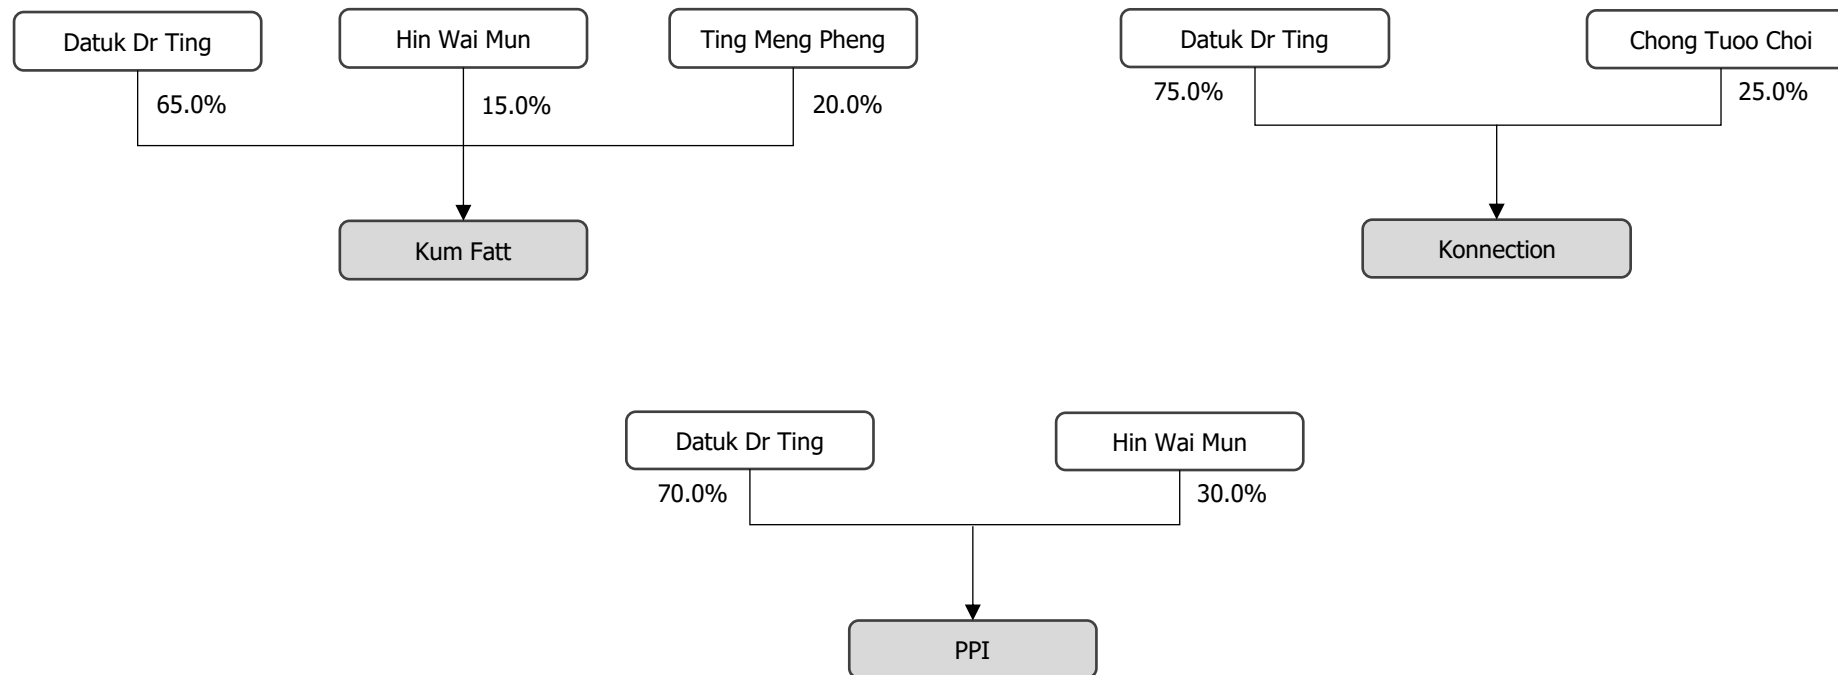 Datuk Dr Ting
Hin Wai Mun
Ting Meng Pheng
65.0%
15.0%
20.0%
Kum Fatt
Datuk Dr Ting
Chong Tuoo Choi
75.0%
25.0%
Konnection
Datuk Dr Ting
Hin Wai Mun
70.0%
30.0%
PPI